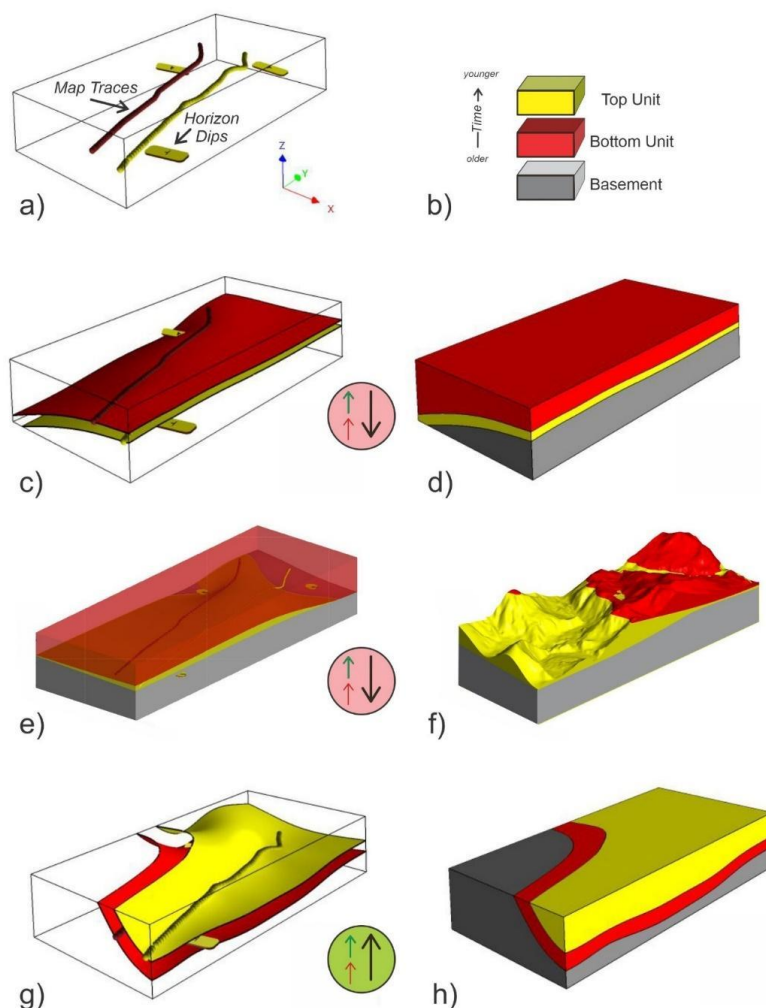 Map Traces
Horizon
Dips
Z
Y
X
a)
younger
Time
older
Top Unit
Bottom Unit
Basement
b)
c)
d)
e)
f)
g)
h)